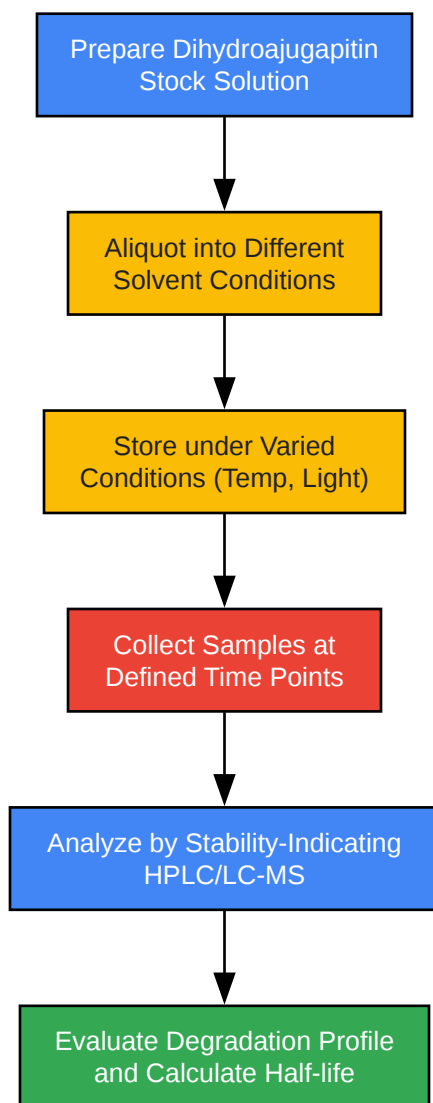 Prepare Dihydroajugapitin
Stock Solution
Aliquot into Different
Solvent Conditions
Store under Varied
Conditions (Temp, Light)
Collect Samples at
Defined Time Points
Analyze by Stability-Indicating
HPLC/LC-MS
Evaluate Degradation Profile
and Calculate Half-life